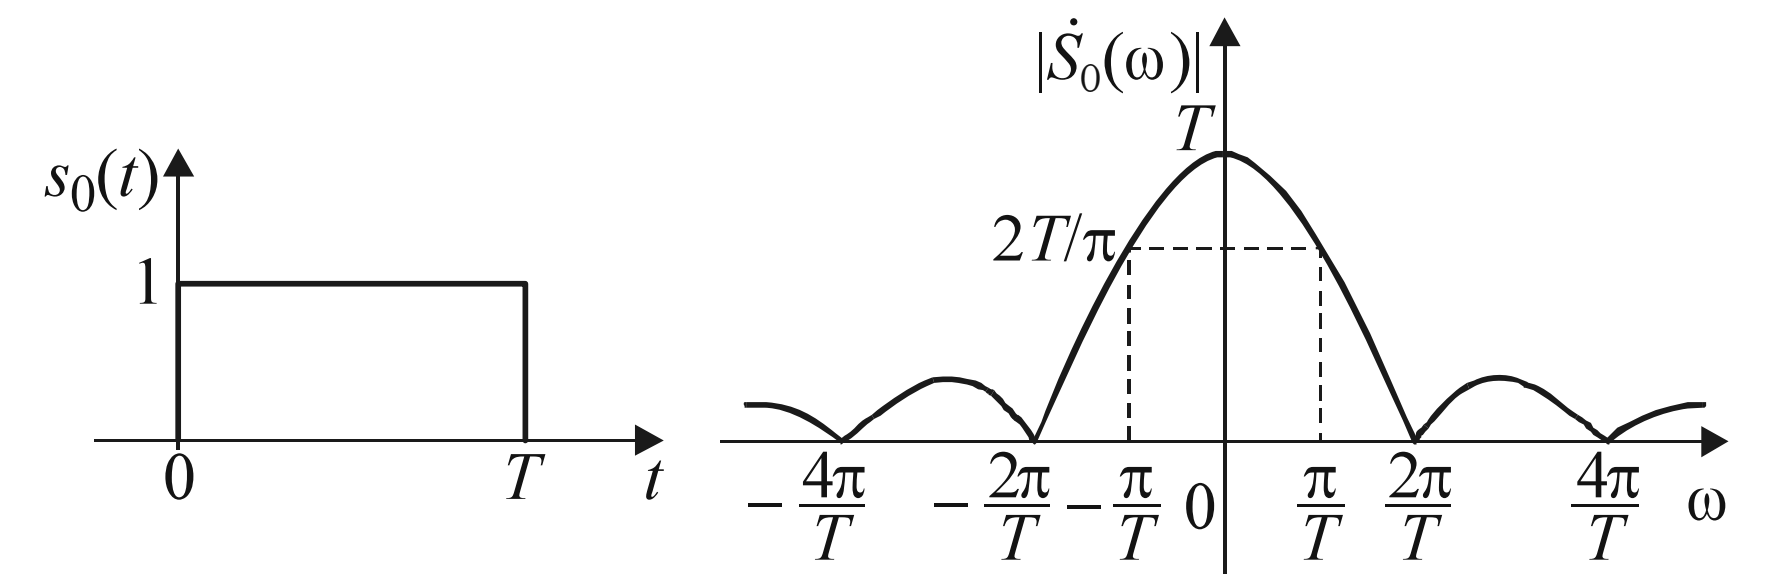 s₀(t)
1
0
T
t
|Ṡ₀(ω)|
T
2T/π
− 4π/T
− 2π/T
− π/T
0
π/T
2π/T
4π/T
ω